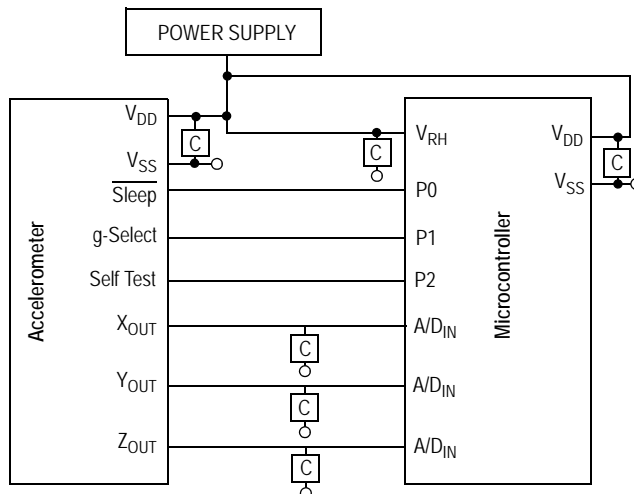 POWER SUPPLY
Accelerometer
VDD
C
VSS
Sleep
g-Select
Self Test
XOUT
C
YOUT
C
ZOUT
C
Microcontroller
C
VRH
P0
P1
P2
A/DIN
A/DIN
A/DIN
VDD
C
VSS